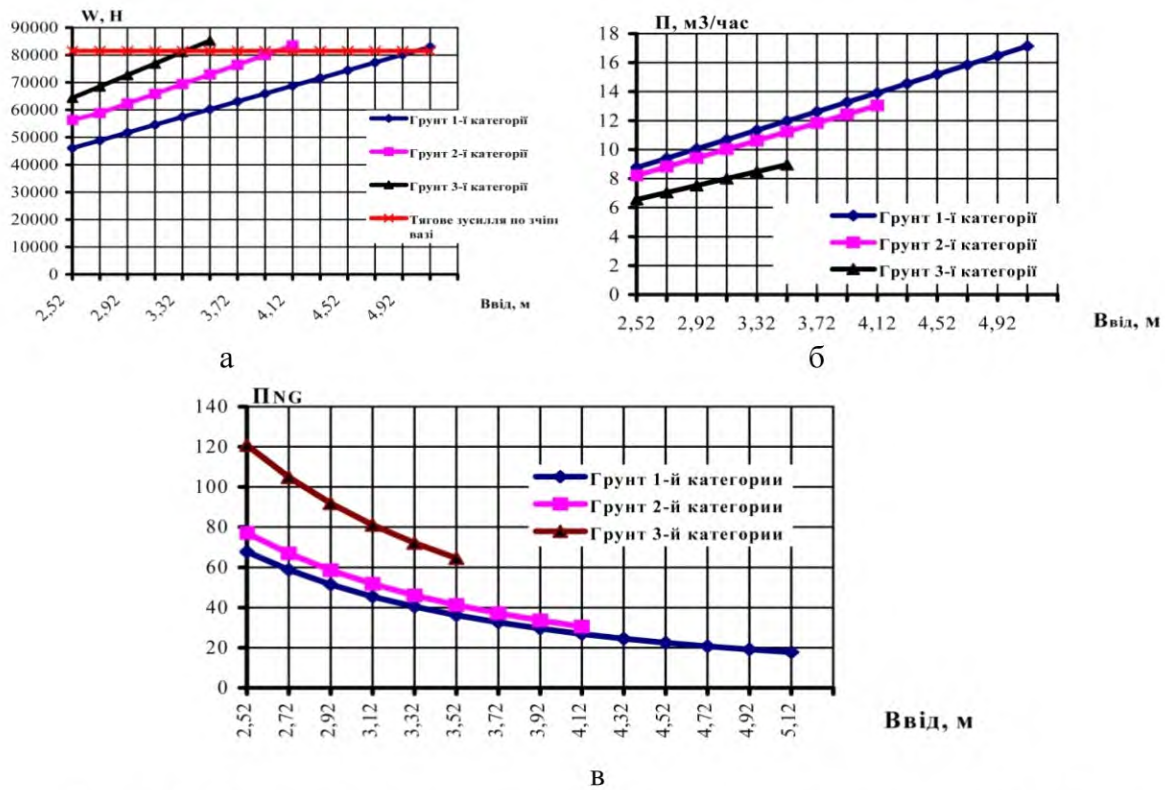 W, Н
90000
80000
70000
60000
50000
40000
30000
20000
10000
0
2,52
2,92
3,32
3,72
4,12
4,52
4,92
Ввід, м
Грунт 1-ї категорії
Грунт 2-ї категорії
Грунт 3-ї категорії
Тягове зусилля по зчіпі
вазі
а
П, м3/час
18
16
14
12
10
8
6
4
2
0
2,52
2,92
3,32
3,72
4,12
4,52
4,92
Ввід, м
Грунт 1-ї категорії
Грунт 2-ї категорії
Грунт 3-ї категорії
б
ПNG
140
120
100
80
60
40
20
0
2,52
2,72
2,92
3,12
3,32
3,52
3,72
3,92
4,12
4,32
4,52
4,72
4,92
5,12
Ввід, м
Грунт 1-й категории
Грунт 2-й категории
Грунт 3-й категории
в